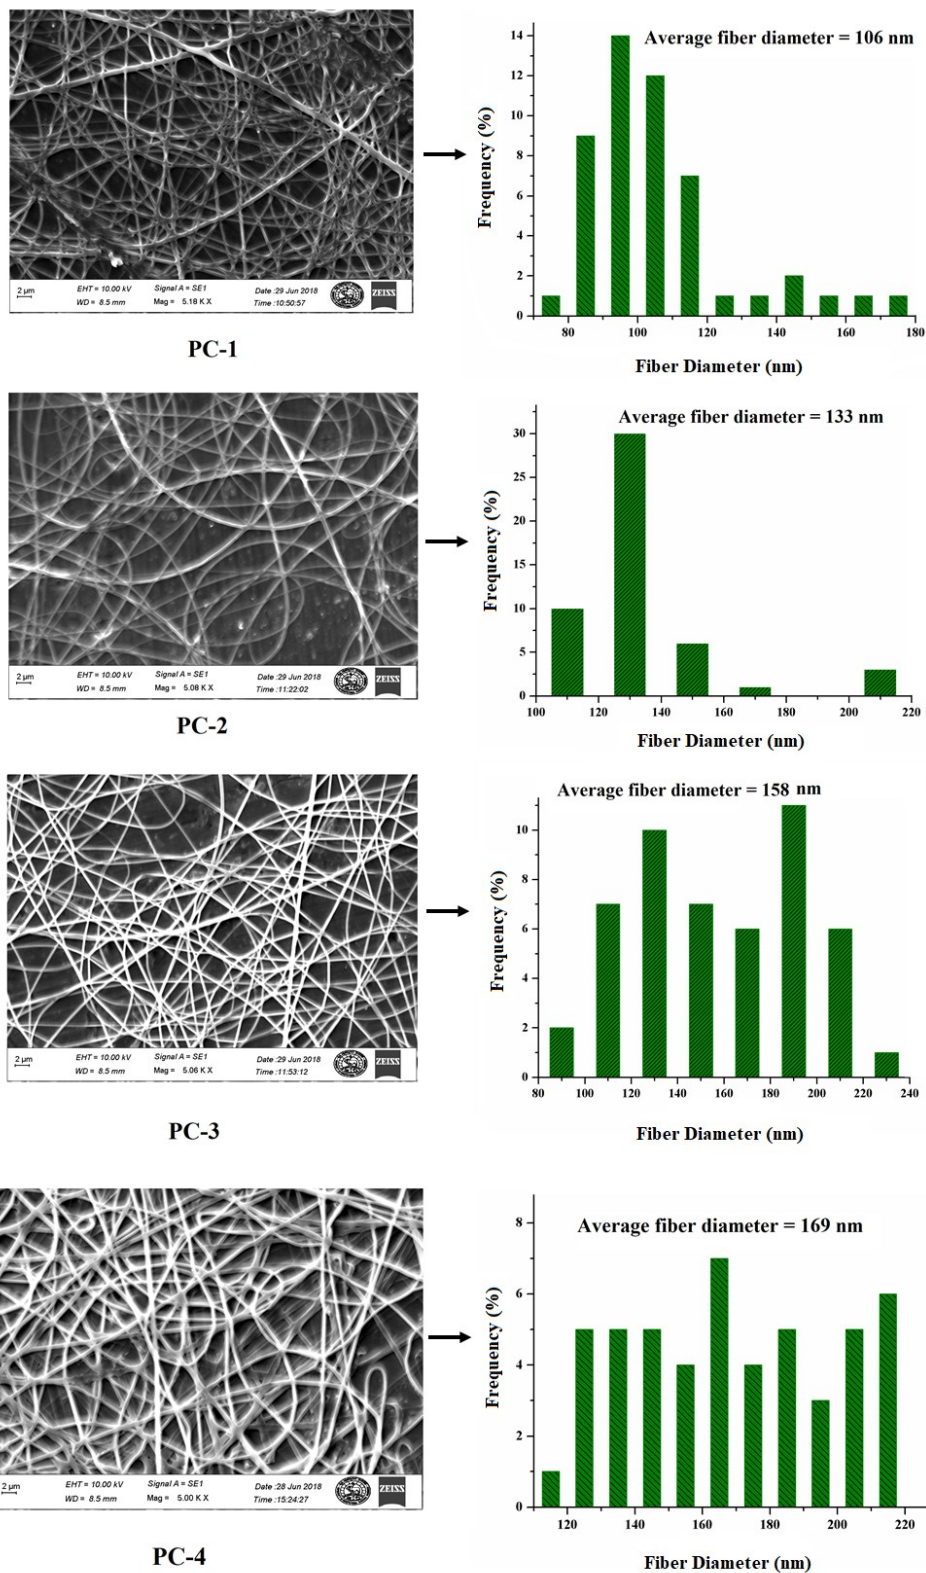 Average fiber diameter = 106 nm
Frequency (%)
14
12
10
8
6
4
2
0
80 100 120 140 160 180
Fiber Diameter (nm)
2 µm
EHT = 10.00 kV Signal A = SE1 Date :29 Jun 2018
WD = 8.5 mm Mag = 5.18 K X Time :10:50:57
ZEISS
PC-1
Average fiber diameter = 133 nm
Frequency (%)
30
25
20
15
10
5
0
100 120 140 160 180 200 220
Fiber Diameter (nm)
2 µm
EHT = 10.00 kV Signal A = SE1 Date :29 Jun 2018
WD = 8.5 mm Mag = 5.08 K X Time :11:22:02
ZEISS
PC-2
Average fiber diameter = 158 nm
Frequency (%)
10
8
6
4
2
0
80 100 120 140 160 180 200 220 240
Fiber Diameter (nm)
2 µm
EHT = 10.00 kV Signal A = SE1 Date :29 Jun 2018
WD = 8.5 mm Mag = 5.06 K X Time :11:53:12
ZEISS
PC-3
Average fiber diameter = 169 nm
Frequency (%)
8
6
4
2
0
120 140 160 180 200 220
Fiber Diameter (nm)
2 µm
EHT = 10.00 kV Signal A = SE1 Date :28 Jun 2018
WD = 8.5 mm Mag = 5.00 K X Time :15:24:27
ZEISS
PC-4